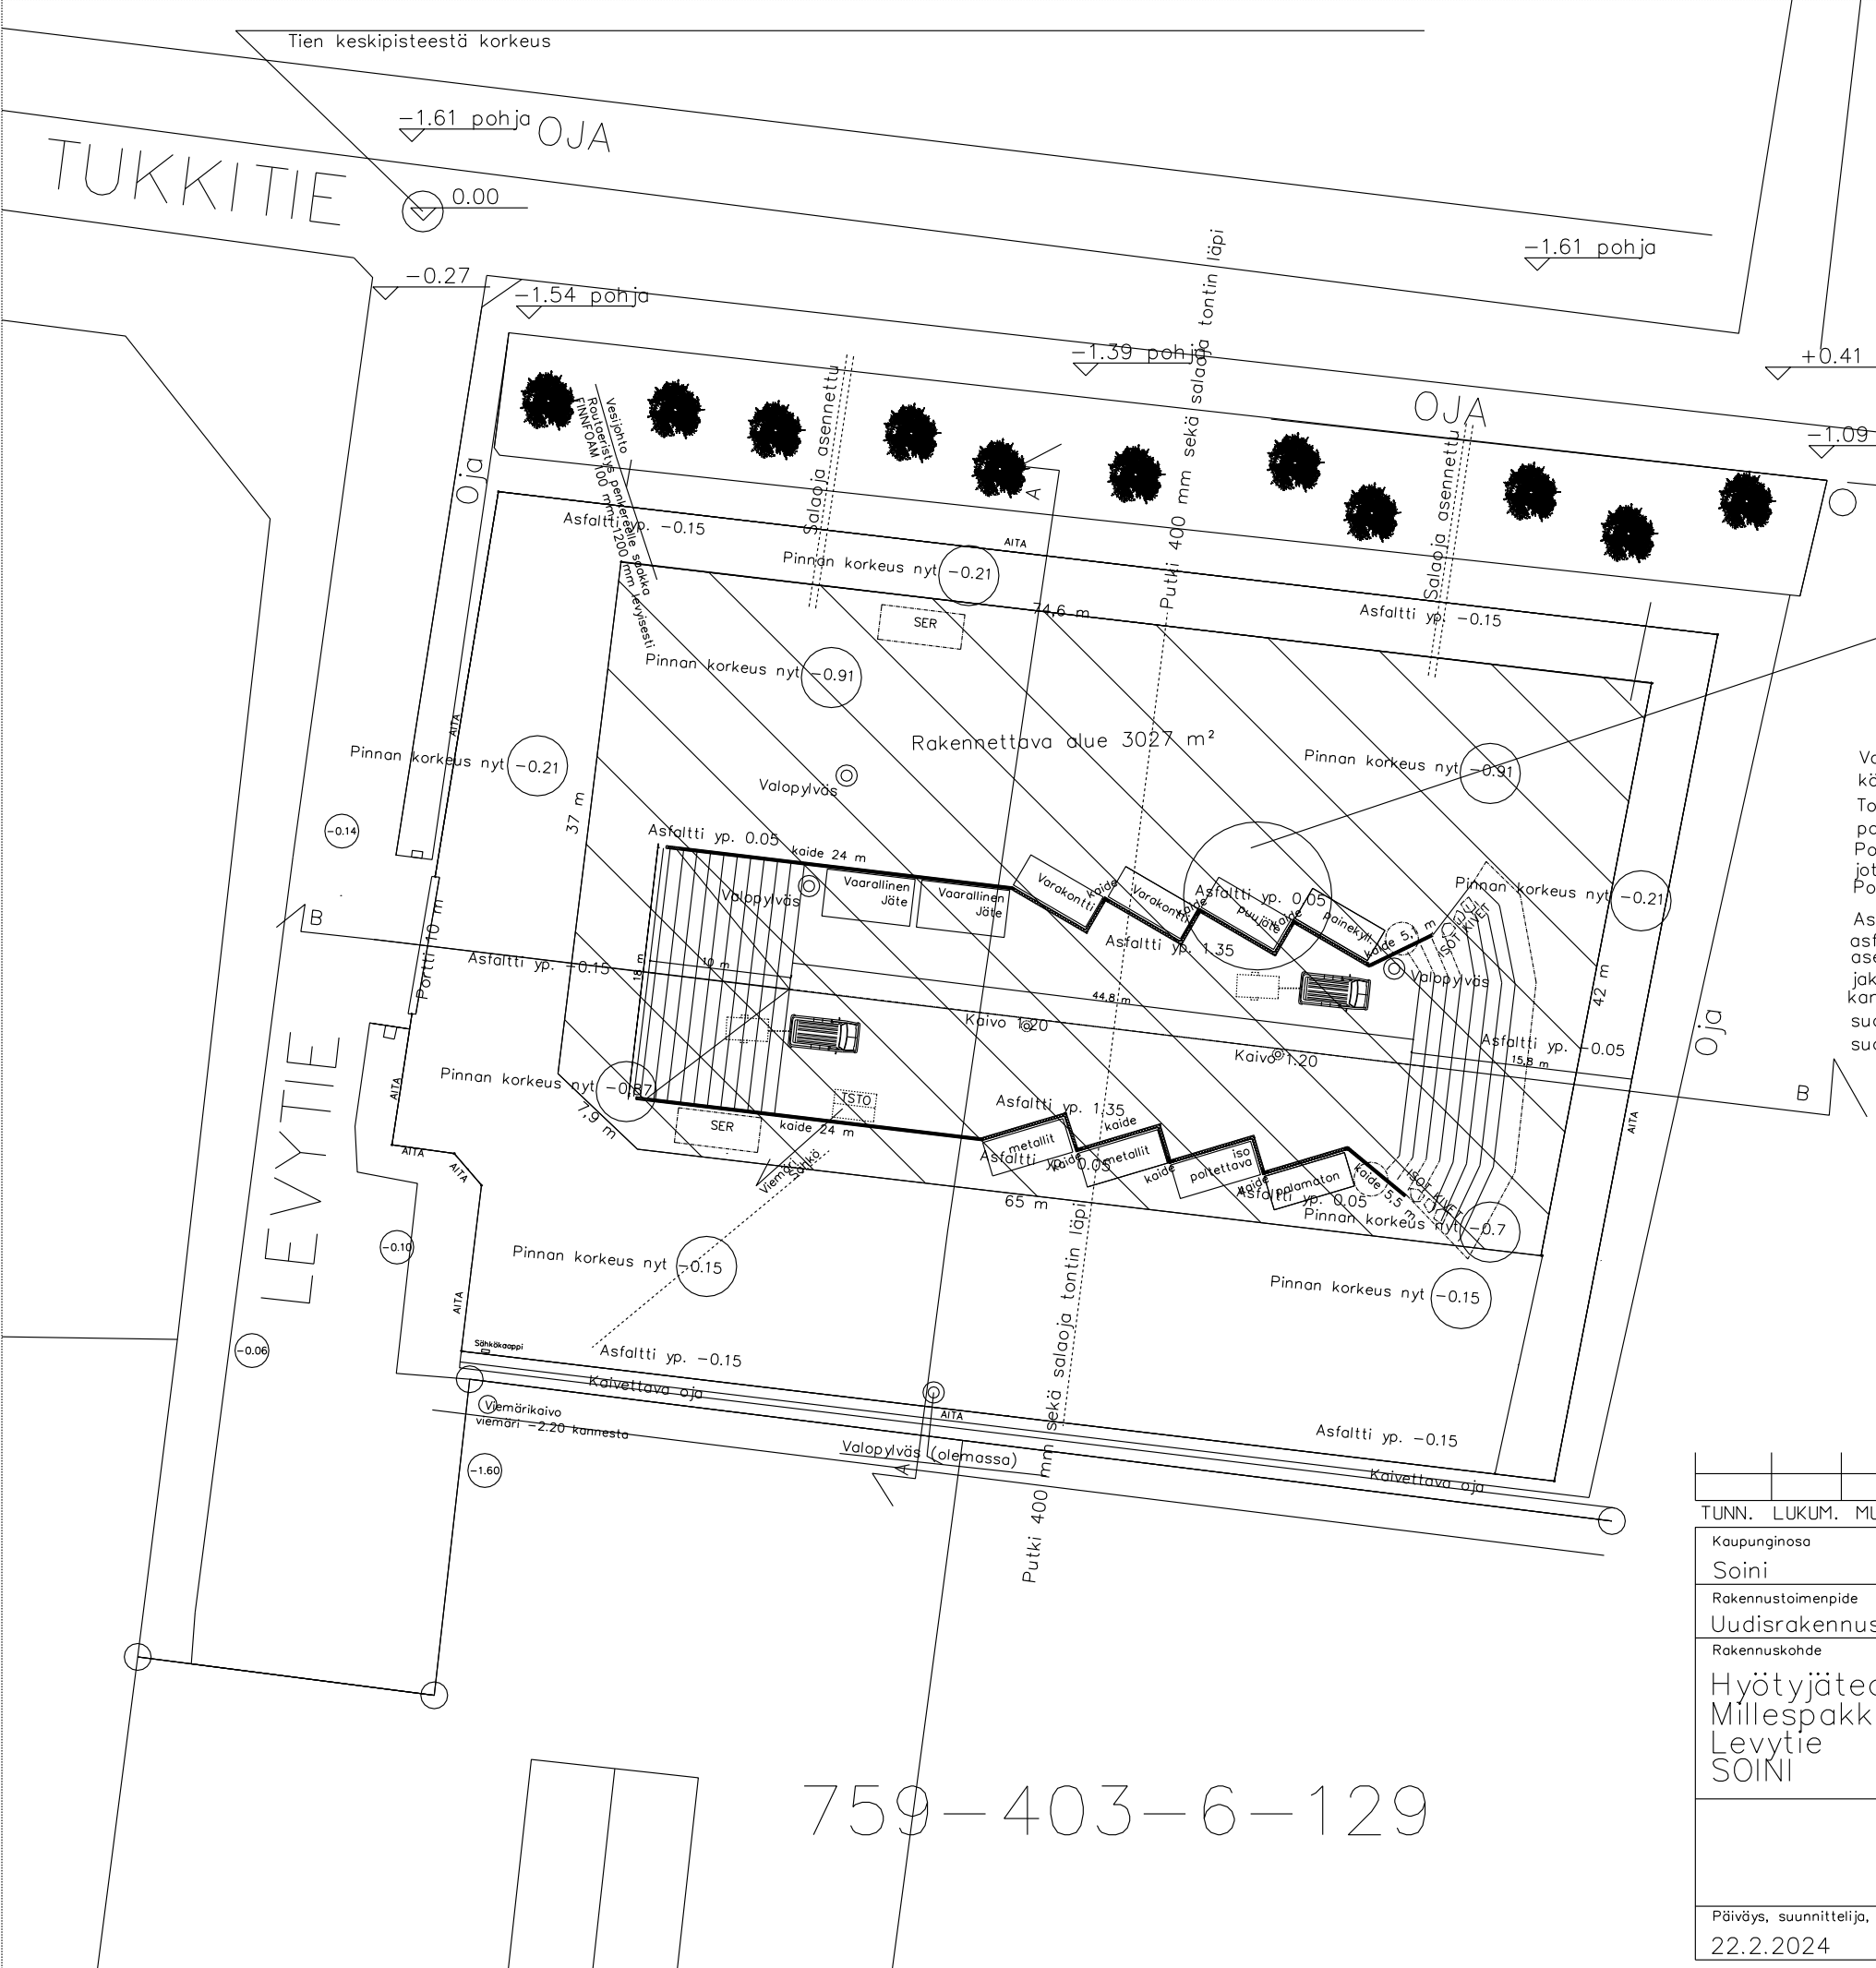 Tien keskipisteestä korkeus
-1.61 pohja
OJA
TUKKITIE
0.00
-1.61 pohja
-0.27
-1.54 pohja
-1.39 pohja
+0.41
OJA
-1.09
Oja
Vesijohto
Routaeristys penkereelle saakka
FINNFOAM 100 mm-1200 mm levyisesti
Salaoja asennettu
A
Putki 400 mm sekä salaoja tontin läpi
Salaoja asennettu
Asfaltti yp. -0.15
AITA
Pinnan korkeus nyt -0.21
74,6 m
Asfaltti yp. -0.15
SER
Pinnan korkeus nyt -0.91
AITA
Rakennettava alue 3027 m²
Pinnan korkeus nyt -0.21
Pinnan korkeus nyt -0.91
Valopylväs
37 m
-0.14
Asfaltti yp. 0.05
kaide 24 m
Valopylväs
Vaarallinen
Jäte
Vaarallinen
Jäte
Varakontti
kaide
Varakontti
kaide
puujäte
kaide
painekyll.
Asfaltti yp. 0.05
Pinnan korkeus nyt -0.21
ISOT KIVET
Asfaltti yp. 1.35
Valopylväs
B
Portti 10 m
Asfaltti yp. -0.15
E
10 m
44,8 m
42 m
Oja
Kaivo 1.20
Kaivo 1.20
Asfaltti yp. -0.05
15,8 m
B
LEVYTIE
AITA
Pinnan korkeus nyt -0.87
7,9 m
TSTO
SER
kaide 24 m
Asfaltti yp. 1.35
kaide
metallit
Asfaltti yp. 0.05
kaide
metallit
kaide
iso
poltettava
kaide
palamaton
Asfaltti yp. 0.05
kaide 5,5 m
ISOT KIVET
Pinnan korkeus nyt -0.7
AITA
AITA
AITA
Viemäri
Sähkö
65 m
-0.10
Pinnan korkeus nyt -0.15
Pinnan korkeus nyt -0.15
AITA
-0.06
Sähkökaappi
Asfaltti yp. -0.15
Kaivettava oja
Viemärikaivo
viemäri -2.20 kannesta
AITA
Putki 400 mm sekä salaoja tontin läpi
Asfaltti yp. -0.15
Valopylväs (olemassa)
A
Kaivettava oja
-1.60
TUNN. LUKUM. MU
Kaupunginosa
Soini
Rakennustoimenpide
Uudisrakennus
Rakennuskohde
Hyötyjätea
Millespakk
Levytie
SOINI
759-403-6-129
Päiväys, suunnittelija,
22.2.2024